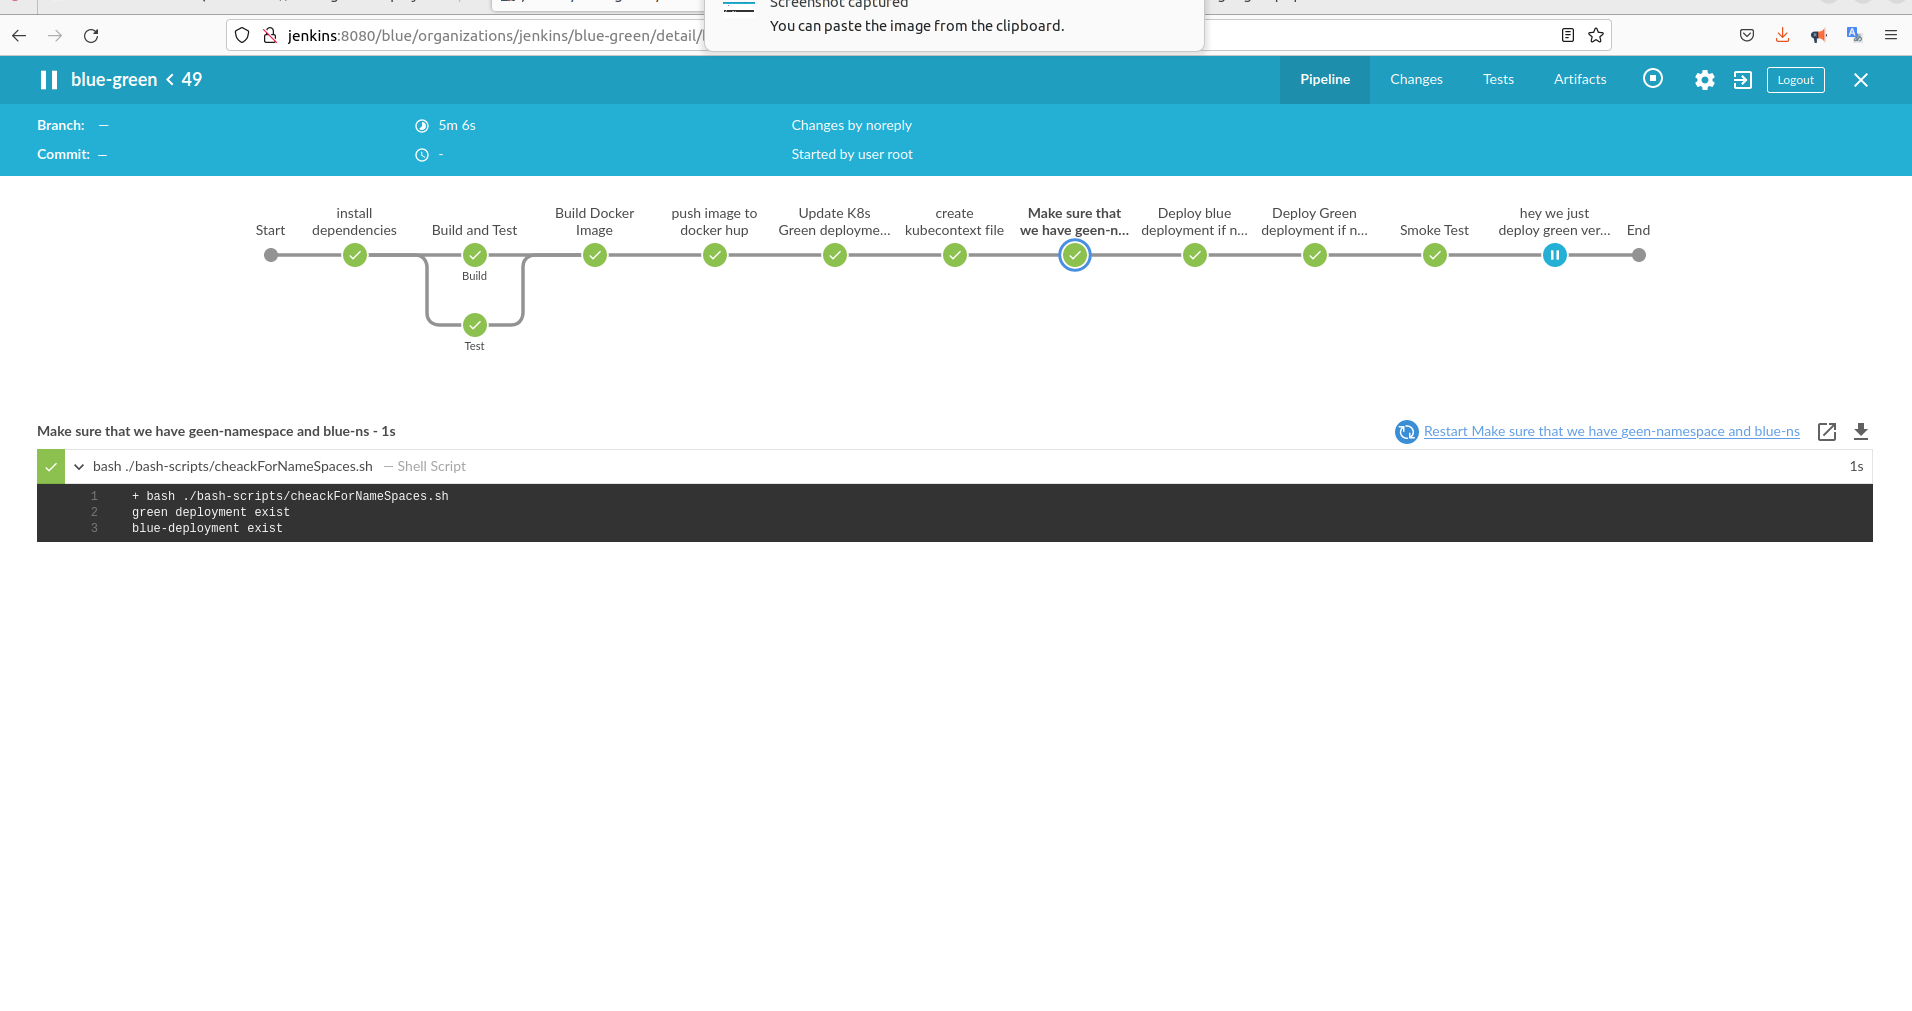 Screenshot captured
You can paste the image from the clipboard.
jenkins:8080/blue/organizations/jenkins/blue-green/detail/
blue-green < 49
Pipeline
Changes
Tests
Artifacts
Logout
Branch: —
5m 6s
Changes by noreply
Commit: —
-
Started by user root
Start
install
dependencies
Build and Test
Build Docker
Image
push image to
docker hup
Update K8s
Green deployme...
create
kubecontext file
Make sure that
we have geen-n...
Deploy blue
deployment if n...
Deploy Green
deployment if n...
Smoke Test
hey we just
deploy green ver...
End
Build
Test
Make sure that we have geen-namespace and blue-ns - 1s
Restart Make sure that we have geen-namespace and blue-ns
bash ./bash-scripts/cheackForNameSpaces.sh — Shell Script
1s
1 + bash ./bash-scripts/cheackForNameSpaces.sh
2 green deployment exist
3 blue-deployment exist